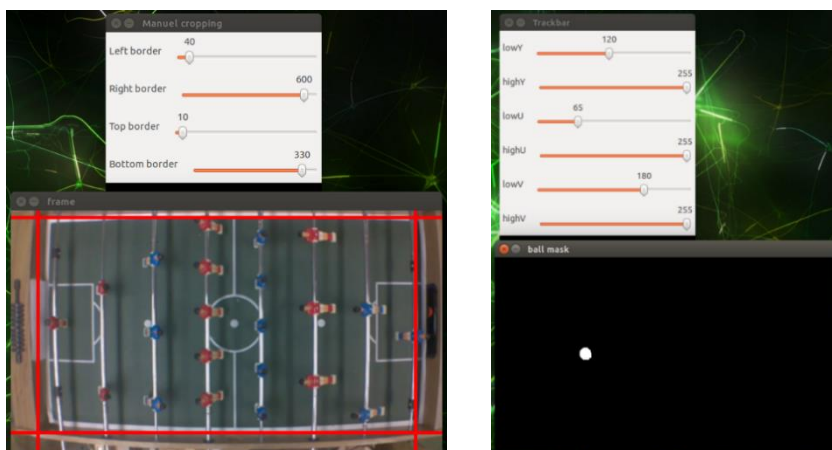 Manuel cropping
40
Left border
600
Right border
10
Top border
330
Bottom border
frame
Trackbar
120
lowY
255
highY
65
lowU
255
highU
180
lowV
255
highV
ball mask